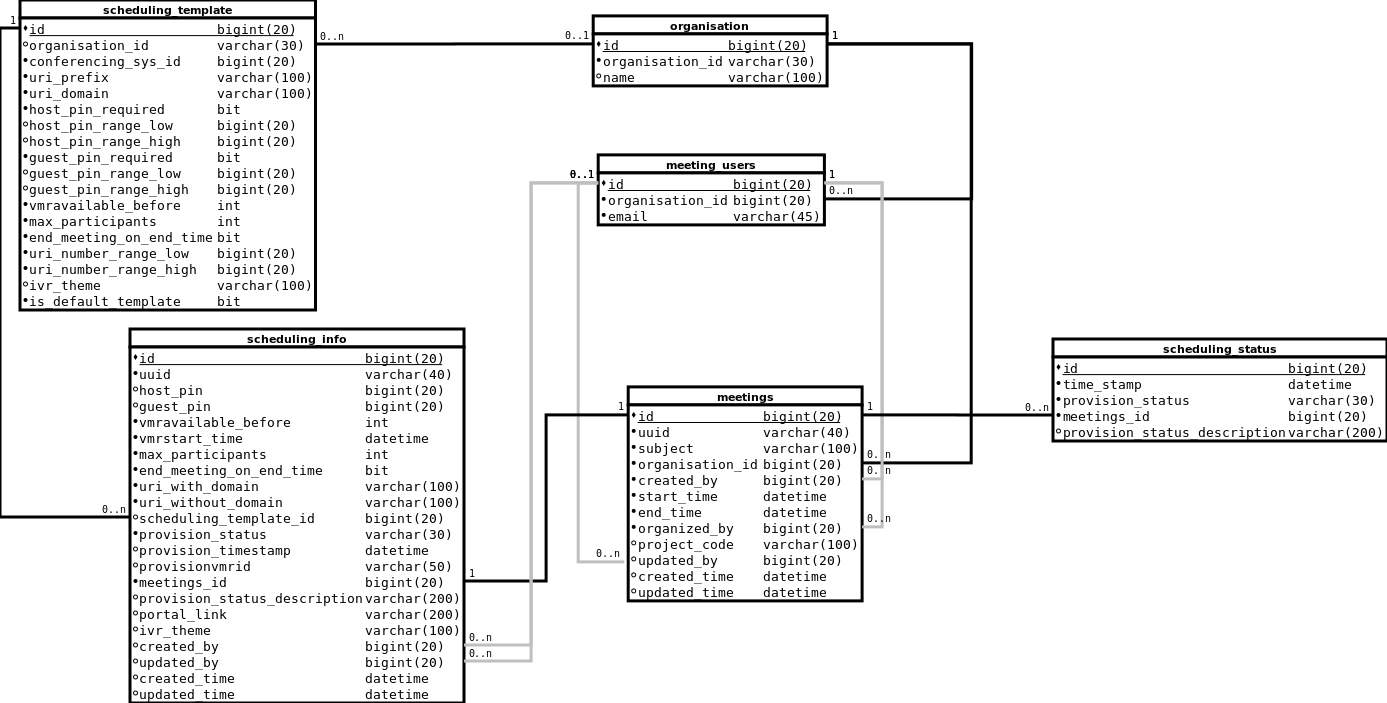 scheduling_template
id bigint(20)
organisation_id varchar(30)
conferencing_sys_id bigint(20)
uri_prefix varchar(100)
uri_domain varchar(100)
host_pin_required bit
host_pin_range_low bigint(20)
host_pin_range_high bigint(20)
guest_pin_required bit
guest_pin_range_low bigint(20)
guest_pin_range_high bigint(20)
vmravailable_before int
max_participants int
end_meeting_on_end_time bit
uri_number_range_low bigint(20)
uri_number_range_high bigint(20)
ivr_theme varchar(100)
is_default_template bit
1
0..n
0..1
organisation
id bigint(20)
organisation_id varchar(30)
name varchar(100)
1
meeting_users
0..1
id bigint(20)
organisation_id bigint(20)
email varchar(45)
1
0..n
scheduling_info
id bigint(20)
uuid varchar(40)
host_pin bigint(20)
guest_pin bigint(20)
vmravailable_before int
vmrstart_time datetime
max_participants int
end_meeting_on_end_time bit
uri_with_domain varchar(100)
uri_without_domain varchar(100)
scheduling_template_id bigint(20)
provision_status varchar(30)
provision_timestamp datetime
provisionvmrid varchar(50)
meetings_id bigint(20)
provision_status_description varchar(200)
portal_link varchar(200)
ivr_theme varchar(100)
created_by bigint(20)
updated_by bigint(20)
created_time datetime
updated_time datetime
0..n
1
0..n
0..n
meetings
1
id bigint(20)
uuid varchar(40)
subject varchar(100)
organisation_id bigint(20)
created_by bigint(20)
start_time datetime
end_time datetime
organized_by bigint(20)
project_code varchar(100)
updated_by bigint(20)
created_time datetime
updated_time datetime
0..n
1
0..n
0..n
0..n
0..n
scheduling_status
id bigint(20)
time_stamp datetime
provision_status varchar(30)
meetings_id bigint(20)
provision_status_description varchar(200)